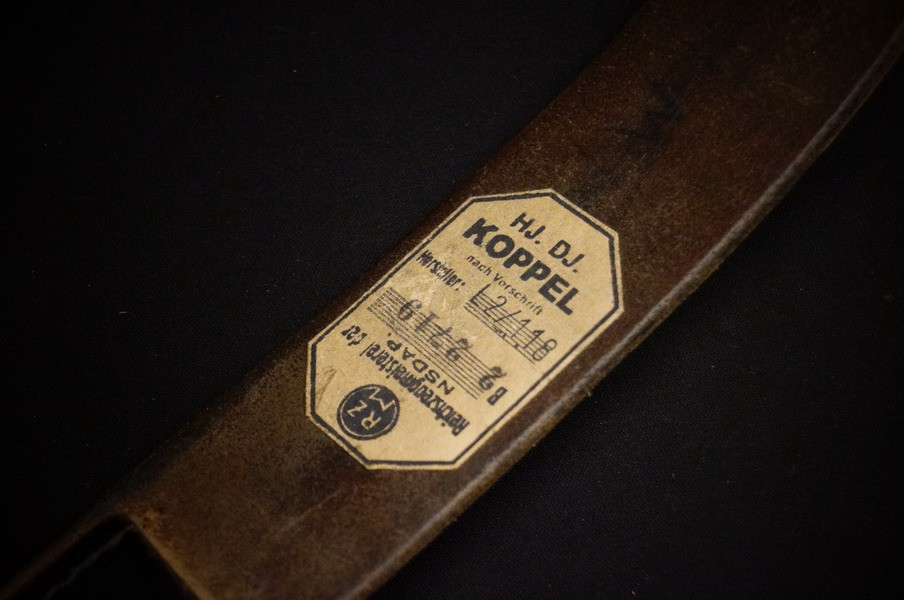 HJ. DJ.
KOPPEL
nach Vorschrift
L2/118
Hersteller:
B
Reichszeugmeisterei der
NSDAP.
RZM